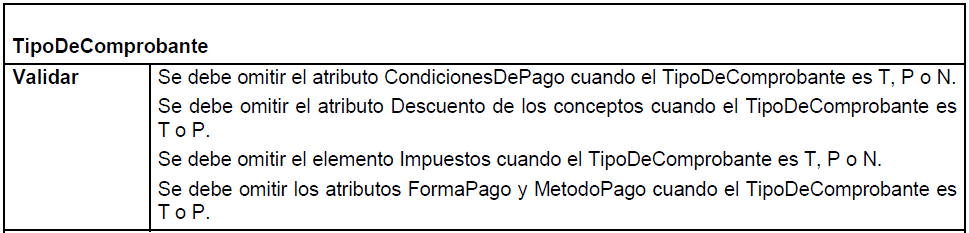 TipoDeComprobante
Validar
Se debe omitir el atributo CondicionesDePago cuando el TipoDeComprobante es T, P o N.
Se debe omitir el atributo Descuento de los conceptos cuando el TipoDeComprobante es
T o P.
Se debe omitir el elemento Impuestos cuando el TipoDeComprobante es T, P o N.
Se debe omitir los atributos FormaPago y MetodoPago cuando el TipoDeComprobante es
T o P.